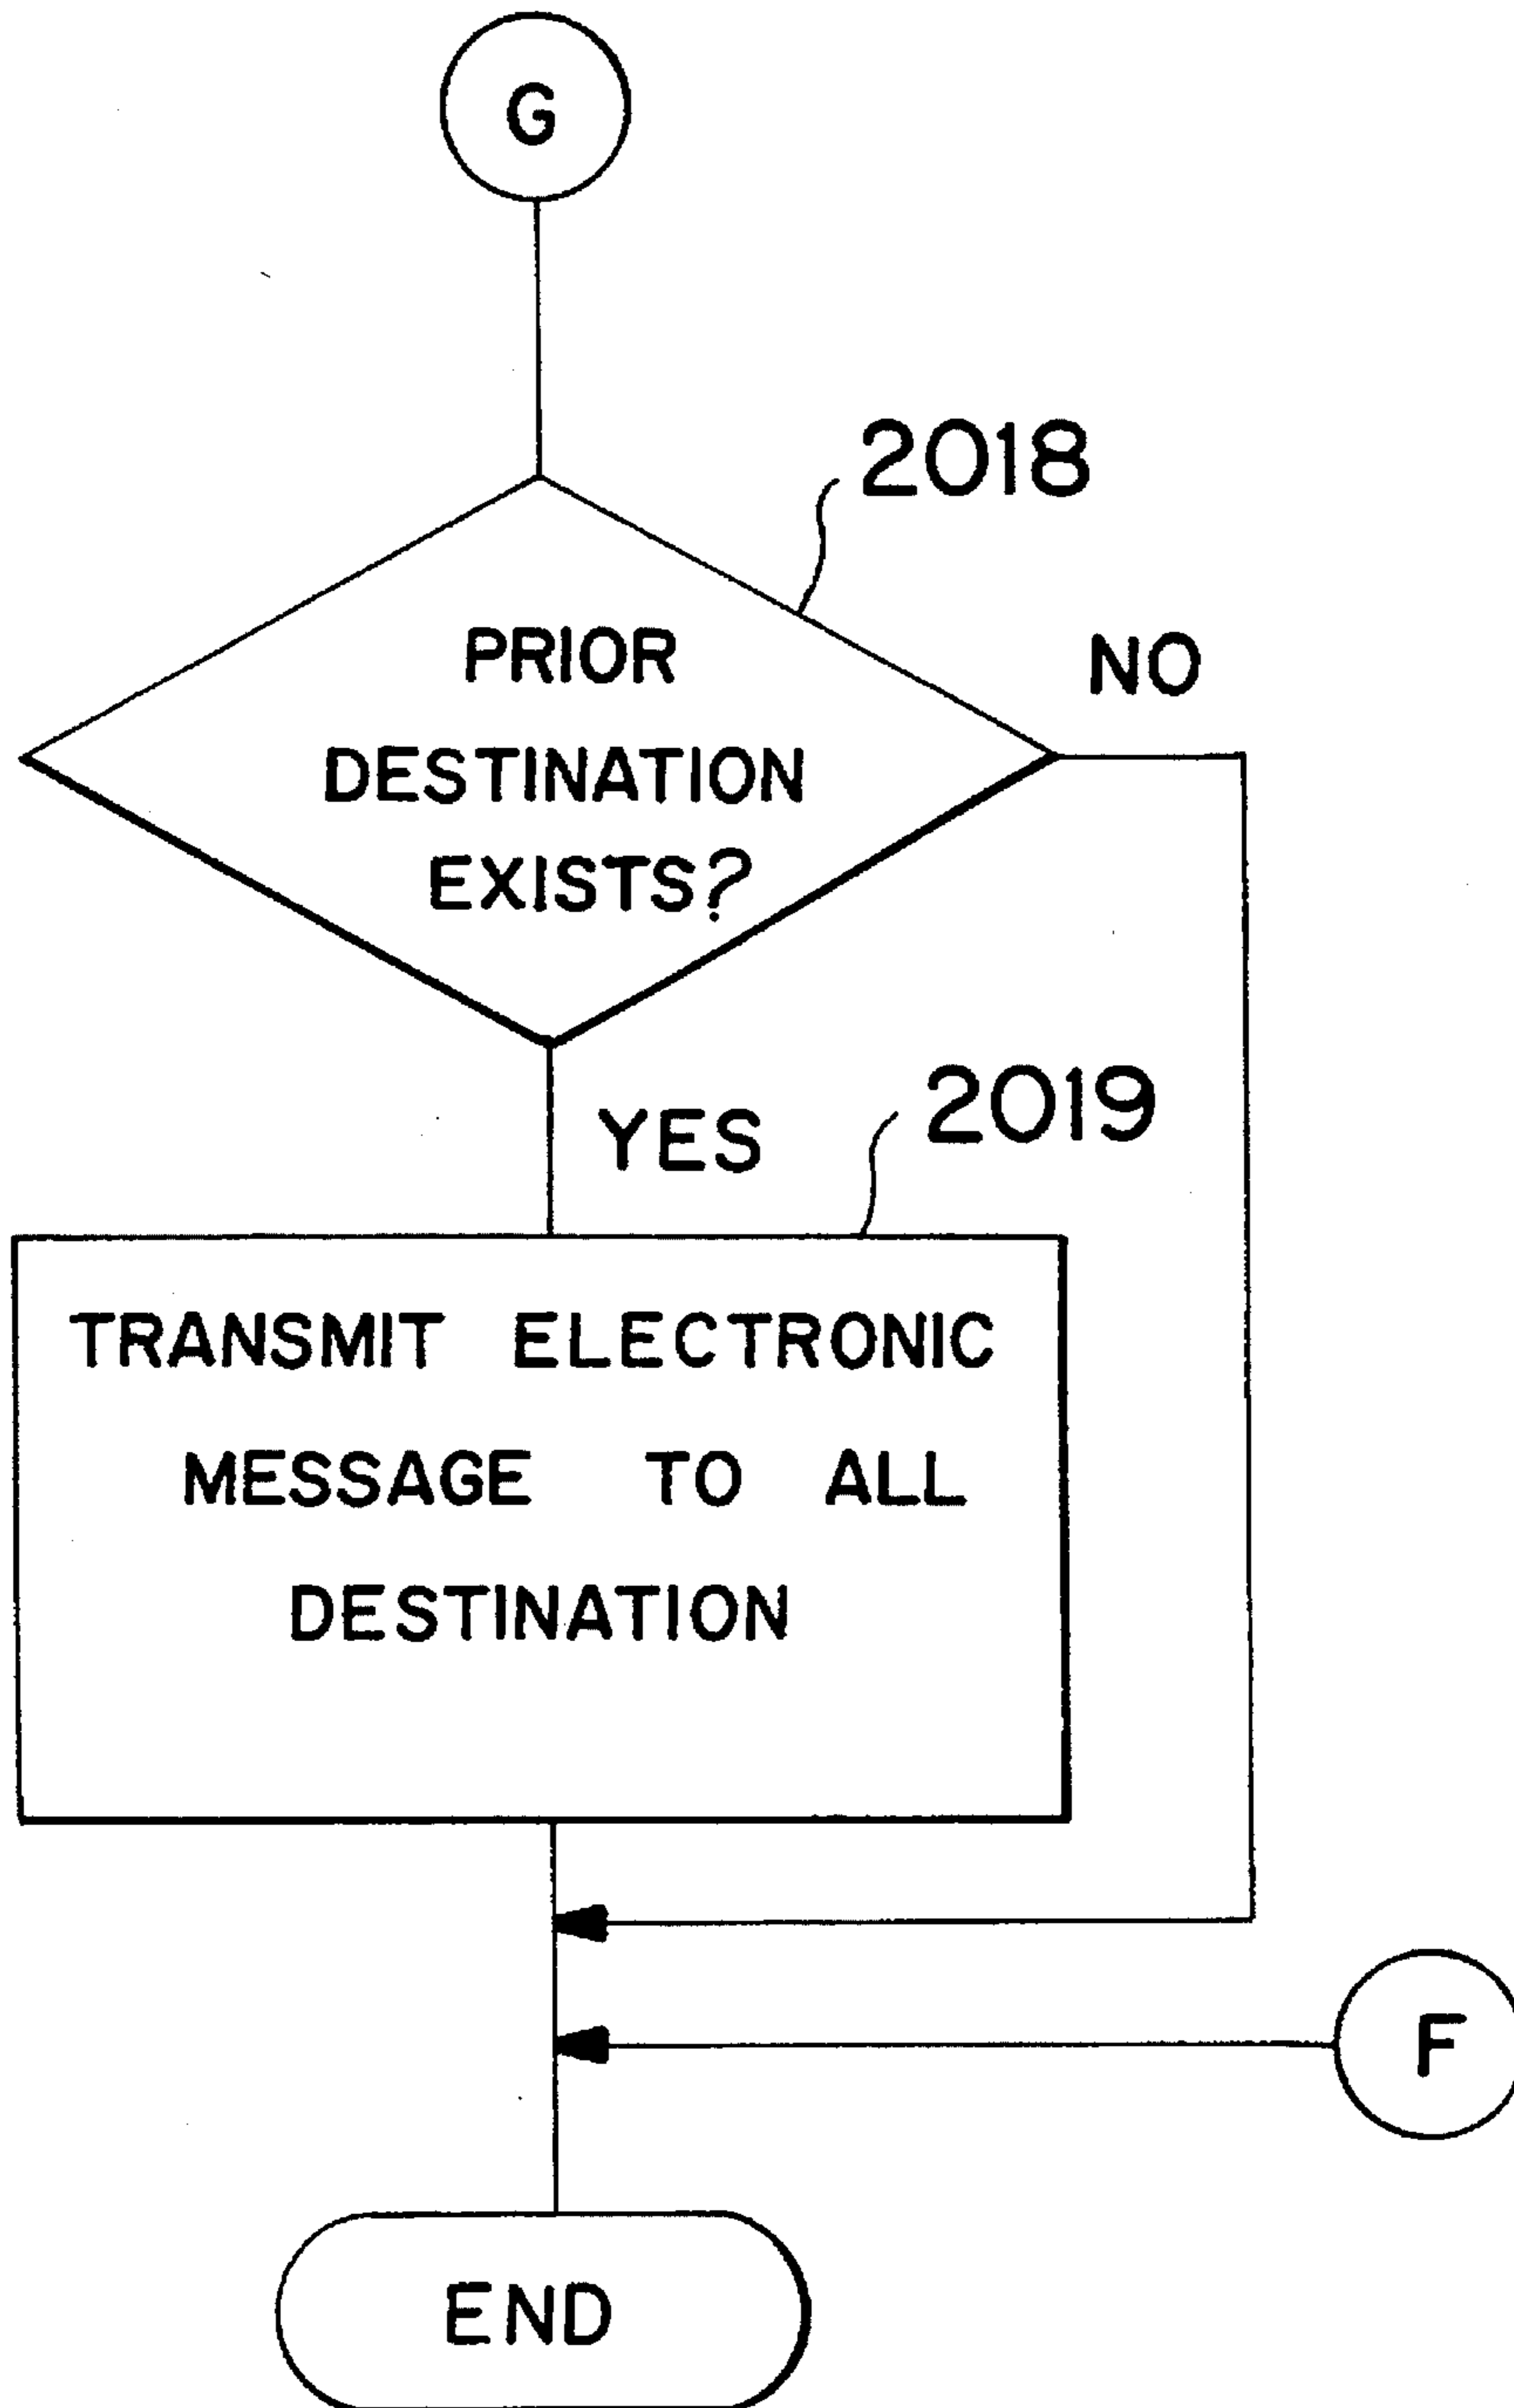 G
2018
PRIOR
DESTINATION
EXISTS?
NO
YES
2019
TRANSMIT ELECTRONIC
MESSAGE TO ALL
DESTINATION
F
END